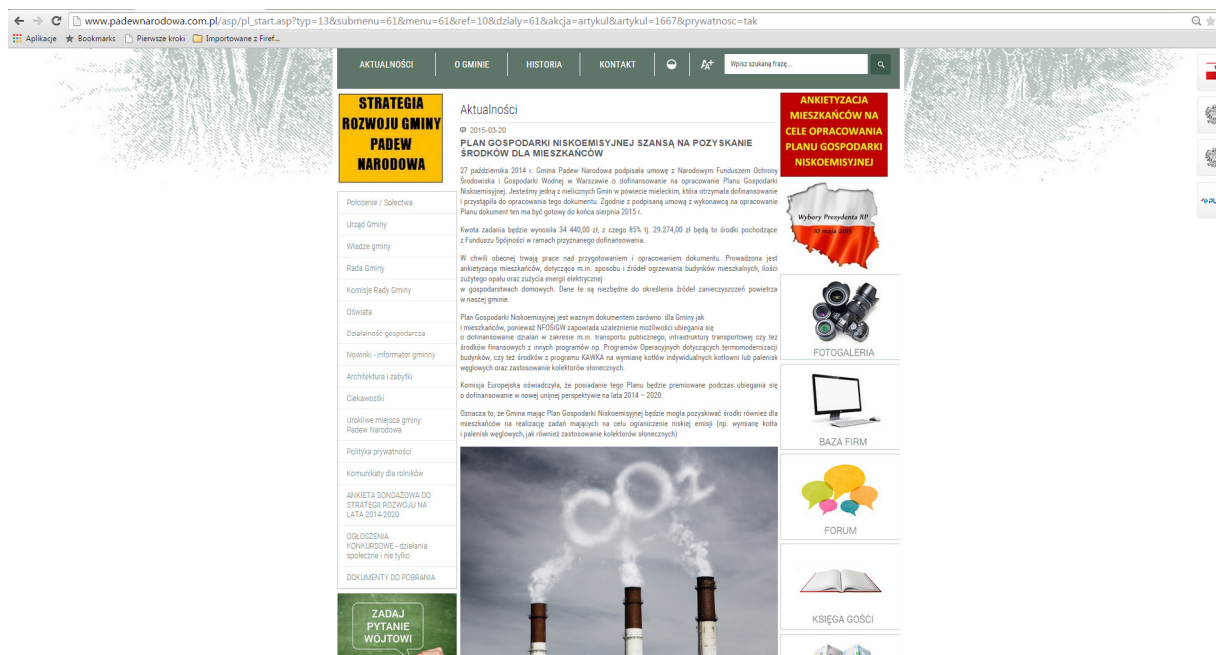 www.padewnarodowa.com.pl/asp/pl_start.asp?typ=13&submenu=61&menu=61&ref=10&dzialy=61&akcja=artykul&artykul=1667&prywatnosc=tak
Aplikacje
Bookmarks
Pierwsze kroki
Importowane z Firef...
AKTUALNOŚCI
O GMINIE
HISTORIA
KONTAKT
Wpisz szukaną frazę...
STRATEGIA
ROZWOJU GMINY
PADEW
NARODOWA
Położenie / Sołectwa
Urząd Gminy
Władze gminy
Rada Gminy
Komisje Rady Gminy
Oświata
Działalność gospodarcza
Nowinki - informator gminny
Architektura i zabytki
Ciekawostki
Urokliwe miejsca gminy
Padew Narodowa
Polityka prywatności
Komunikaty dla rolników
ANKIETA SONDAŻOWA DO
STRATEGII ROZWOJU NA
LATA 2014-2020
OGŁOSZENIA
KONKURSOWE - działania
społeczne i nie tylko
DOKUMENTY DO POBRANIA
ZADAJ
PYTANIE
WÓJTOWI
Aktualności
2015-03-20
PLAN GOSPODARKI NISKOEMISYJNEJ SZANSĄ NA POZYSKANIE
ŚRODKÓW DLA MIESZKAŃCÓW
27 października 2014 r. Gmina Padew Narodowa podpisała umowę z Narodowym Funduszem Ochrony
Środowiska i Gospodarki Wodnej w Warszawie o dofinansowanie na opracowanie Planu Gospodarki
Niskoemisyjnej. Jesteśmy jedną z nielicznych Gmin w powiecie mieleckim, która otrzymała dofinansowanie
i przystąpiła do opracowania tego dokumentu. Zgodnie z podpisaną umową z wykonawcą na opracowanie
Planu dokument ten ma być gotowy do końca sierpnia 2015 r.
Kwota zadania będzie wynosiła 34 440,00 zł, z czego 85% tj. 29.274,00 zł będą to środki pochodzące
z Funduszu Spójności w ramach przyznanego dofinansowania.
W chwili obecnej trwają prace nad przygotowaniem i opracowaniem dokumentu. Prowadzona jest
ankietyzacja mieszkańców, dotycząca m.in. sposobu i źródeł ogrzewania budynków mieszkalnych, ilości
zużytego opału oraz zużycia energii elektrycznej
w gospodarstwach domowych. Dane te są niezbędne do określenia źródeł zanieczyszczeń powietrza
w naszej gminie.
Plan Gospodarki Niskoemisyjnej jest ważnym dokumentem zarówno dla Gminy jak
i mieszkańców, ponieważ NFOŚiGW zapowiada uzależnienie możliwości ubiegania się
o dofinansowanie działań w zakresie m.in. transportu pubicznego, infrastruktury transportowej czy też
środków finansowych z innych programów np. Programów Operacyjnych dotyczących termomodernizacji
budynków, czy też środków z programu KAWKA na wymianę kotłów indywidualnych kotłowni lub palenisk
węglowych oraz zastosowanie kolektorów słonecznych.
Komisja Europejska oświadczyła, że posiadanie tego Planu będzie premiowane podczas ubiegania się
o dofinansowanie w nowej unijnej perspektywie na lata 2014 – 2020.
Oznacza to, że Gmina mając Plan Gospodarki Niskoemisyjnej będzie mogła pozyskiwać środki również dla
mieszkańców na realizację zadań mających na celu ograniczenie niskiej emisji (np. wymianę kotła
i palenisk węglowych, jak również zastosowanie kolektorów słonecznych)
CO2
ANKIETYZACJA
MIESZKAŃCÓW NA
CELE OPRACOWANIA
PLANU GOSPODARKI
NISKOEMISYJNEJ
Wybory Prezydenta RP
10 maja 2015
FOTOGALERIA
BAZA FIRM
FORUM
KSIĘGA GOŚCI